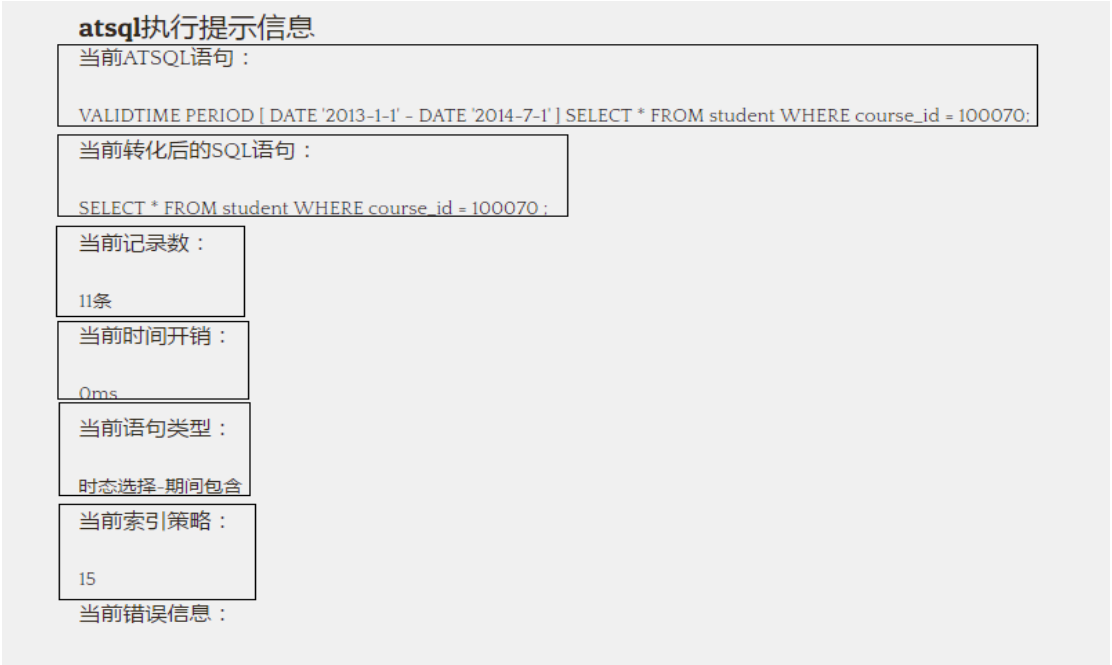 atsql执行提示信息
当前ATSQL语句：
VALIDTIME PERIOD [ DATE '2013-1-1' - DATE '2014-7-1' ] SELECT * FROM student WHERE course_id = 100070;
当前转化后的SQL语句：
SELECT * FROM student WHERE course_id = 100070 ;
当前记录数：
11条
当前时间开销：
0ms
当前语句类型：
时态选择-期间包含
当前索引策略：
15
当前错误信息：